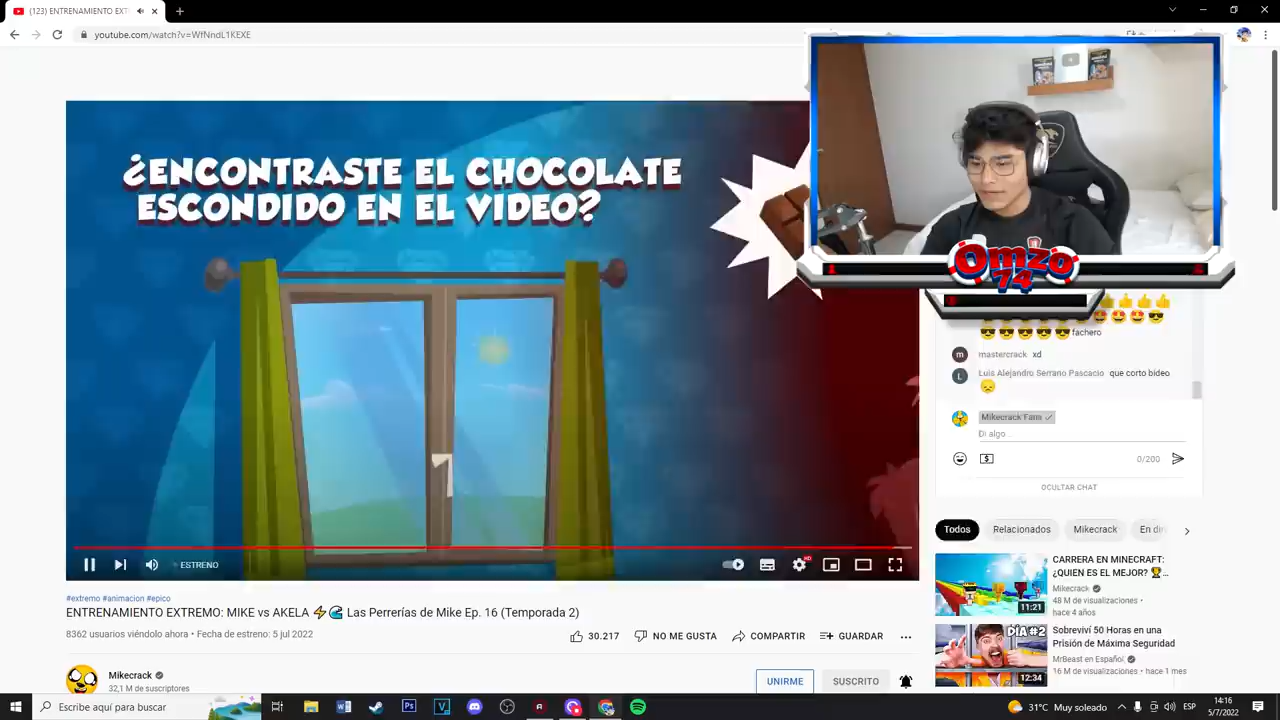 (123) ENTRENAMIENTO EXT
youtube.com/watch?v=WfNndL1KEXE
¿ENCONTRASTE EL CHOCOLATE
ESCONDIDO EN EL VIDEO?
Omzo
74
fachero
mastercrack xd
Luis Alejandro Serrano Pascacio que corto bideo
Mikecrack Fans
Di algo...
0/200
OCULTAR CHAT
ESTRENO
HD
Todos
Relacionados
Mikecrack
En dir
CARRERA EN MINECRAFT:
¿QUIEN ES EL MEJOR? 🏆...
Mikecrack
48 M de visualizaciones •
hace 4 años
11:21
Sobreviví 50 Horas en una
Prisión de Máxima Seguridad
MrBeast en Español
16 M de visualizaciones • hace 1 mes
DÍA#2
12:34
#extremo #animacion #epico
ENTRENAMIENTO EXTREMO: MIKE vs AKELA ⚡🌊 Las Perrerías de Mike Ep. 16 (Temporada 2)
8362 usuarios viéndolo ahora • Fecha de estreno: 5 jul 2022
30.217
NO ME GUSTA
COMPARTIR
GUARDAR
Mikecrack
32,1 M de suscriptores
UNIRME
SUSCRITO
Escribe aquí para buscar
31°C Muy soleado
ESP
14:16
5/7/2022